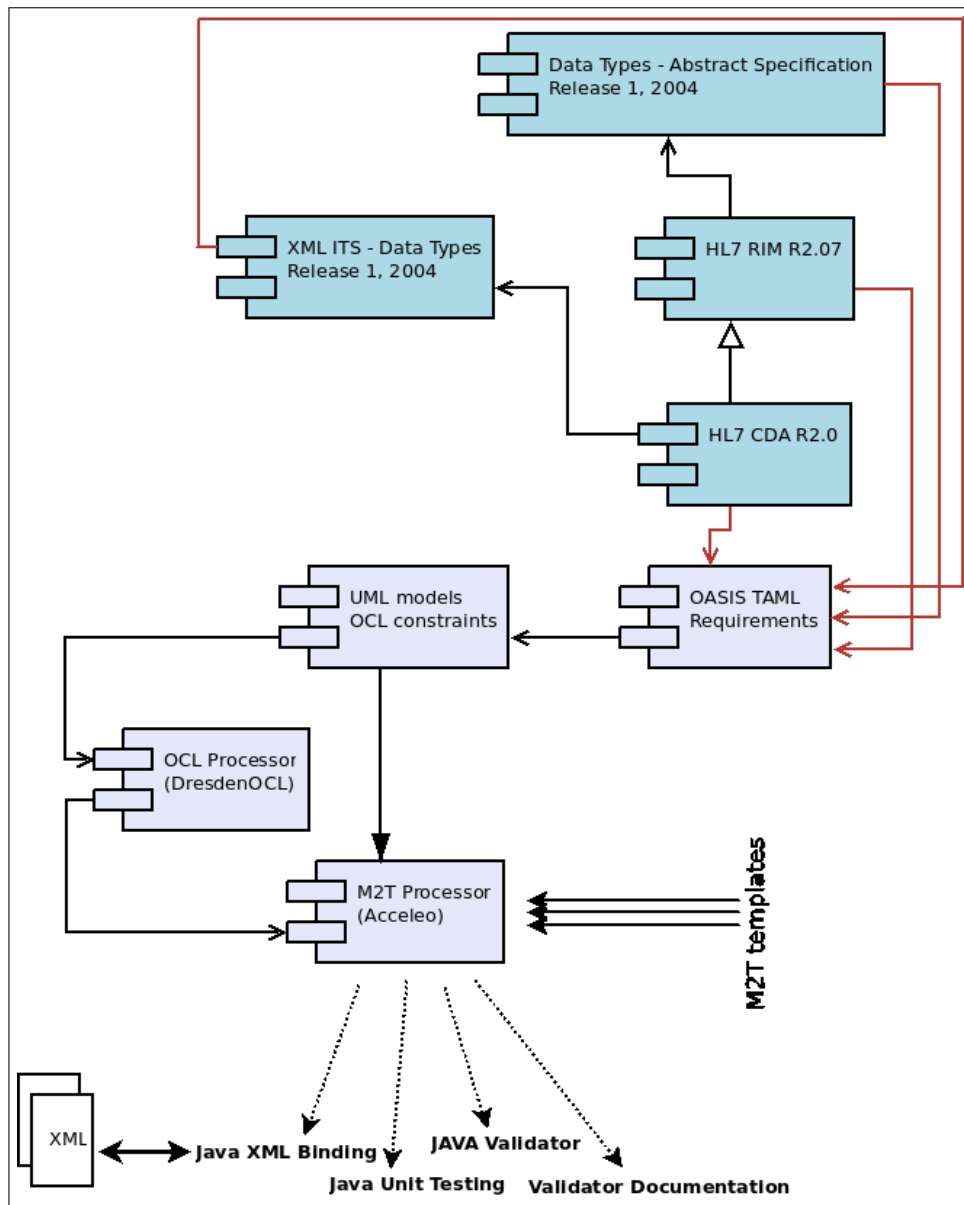 Data Types - Abstract Specification
Release 1, 2004
XML ITS - Data Types
Release 1, 2004
HL7 RIM R2.07
HL7 CDA R2.0
UML models
OCL constraints
OASIS TAML
Requirements
OCL Processor
(DresdenOCL)
M2T Processor
(Acceleo)
M2T templates
XML
Java XML Binding
JAVA Validator
Java Unit Testing
Validator Documentation